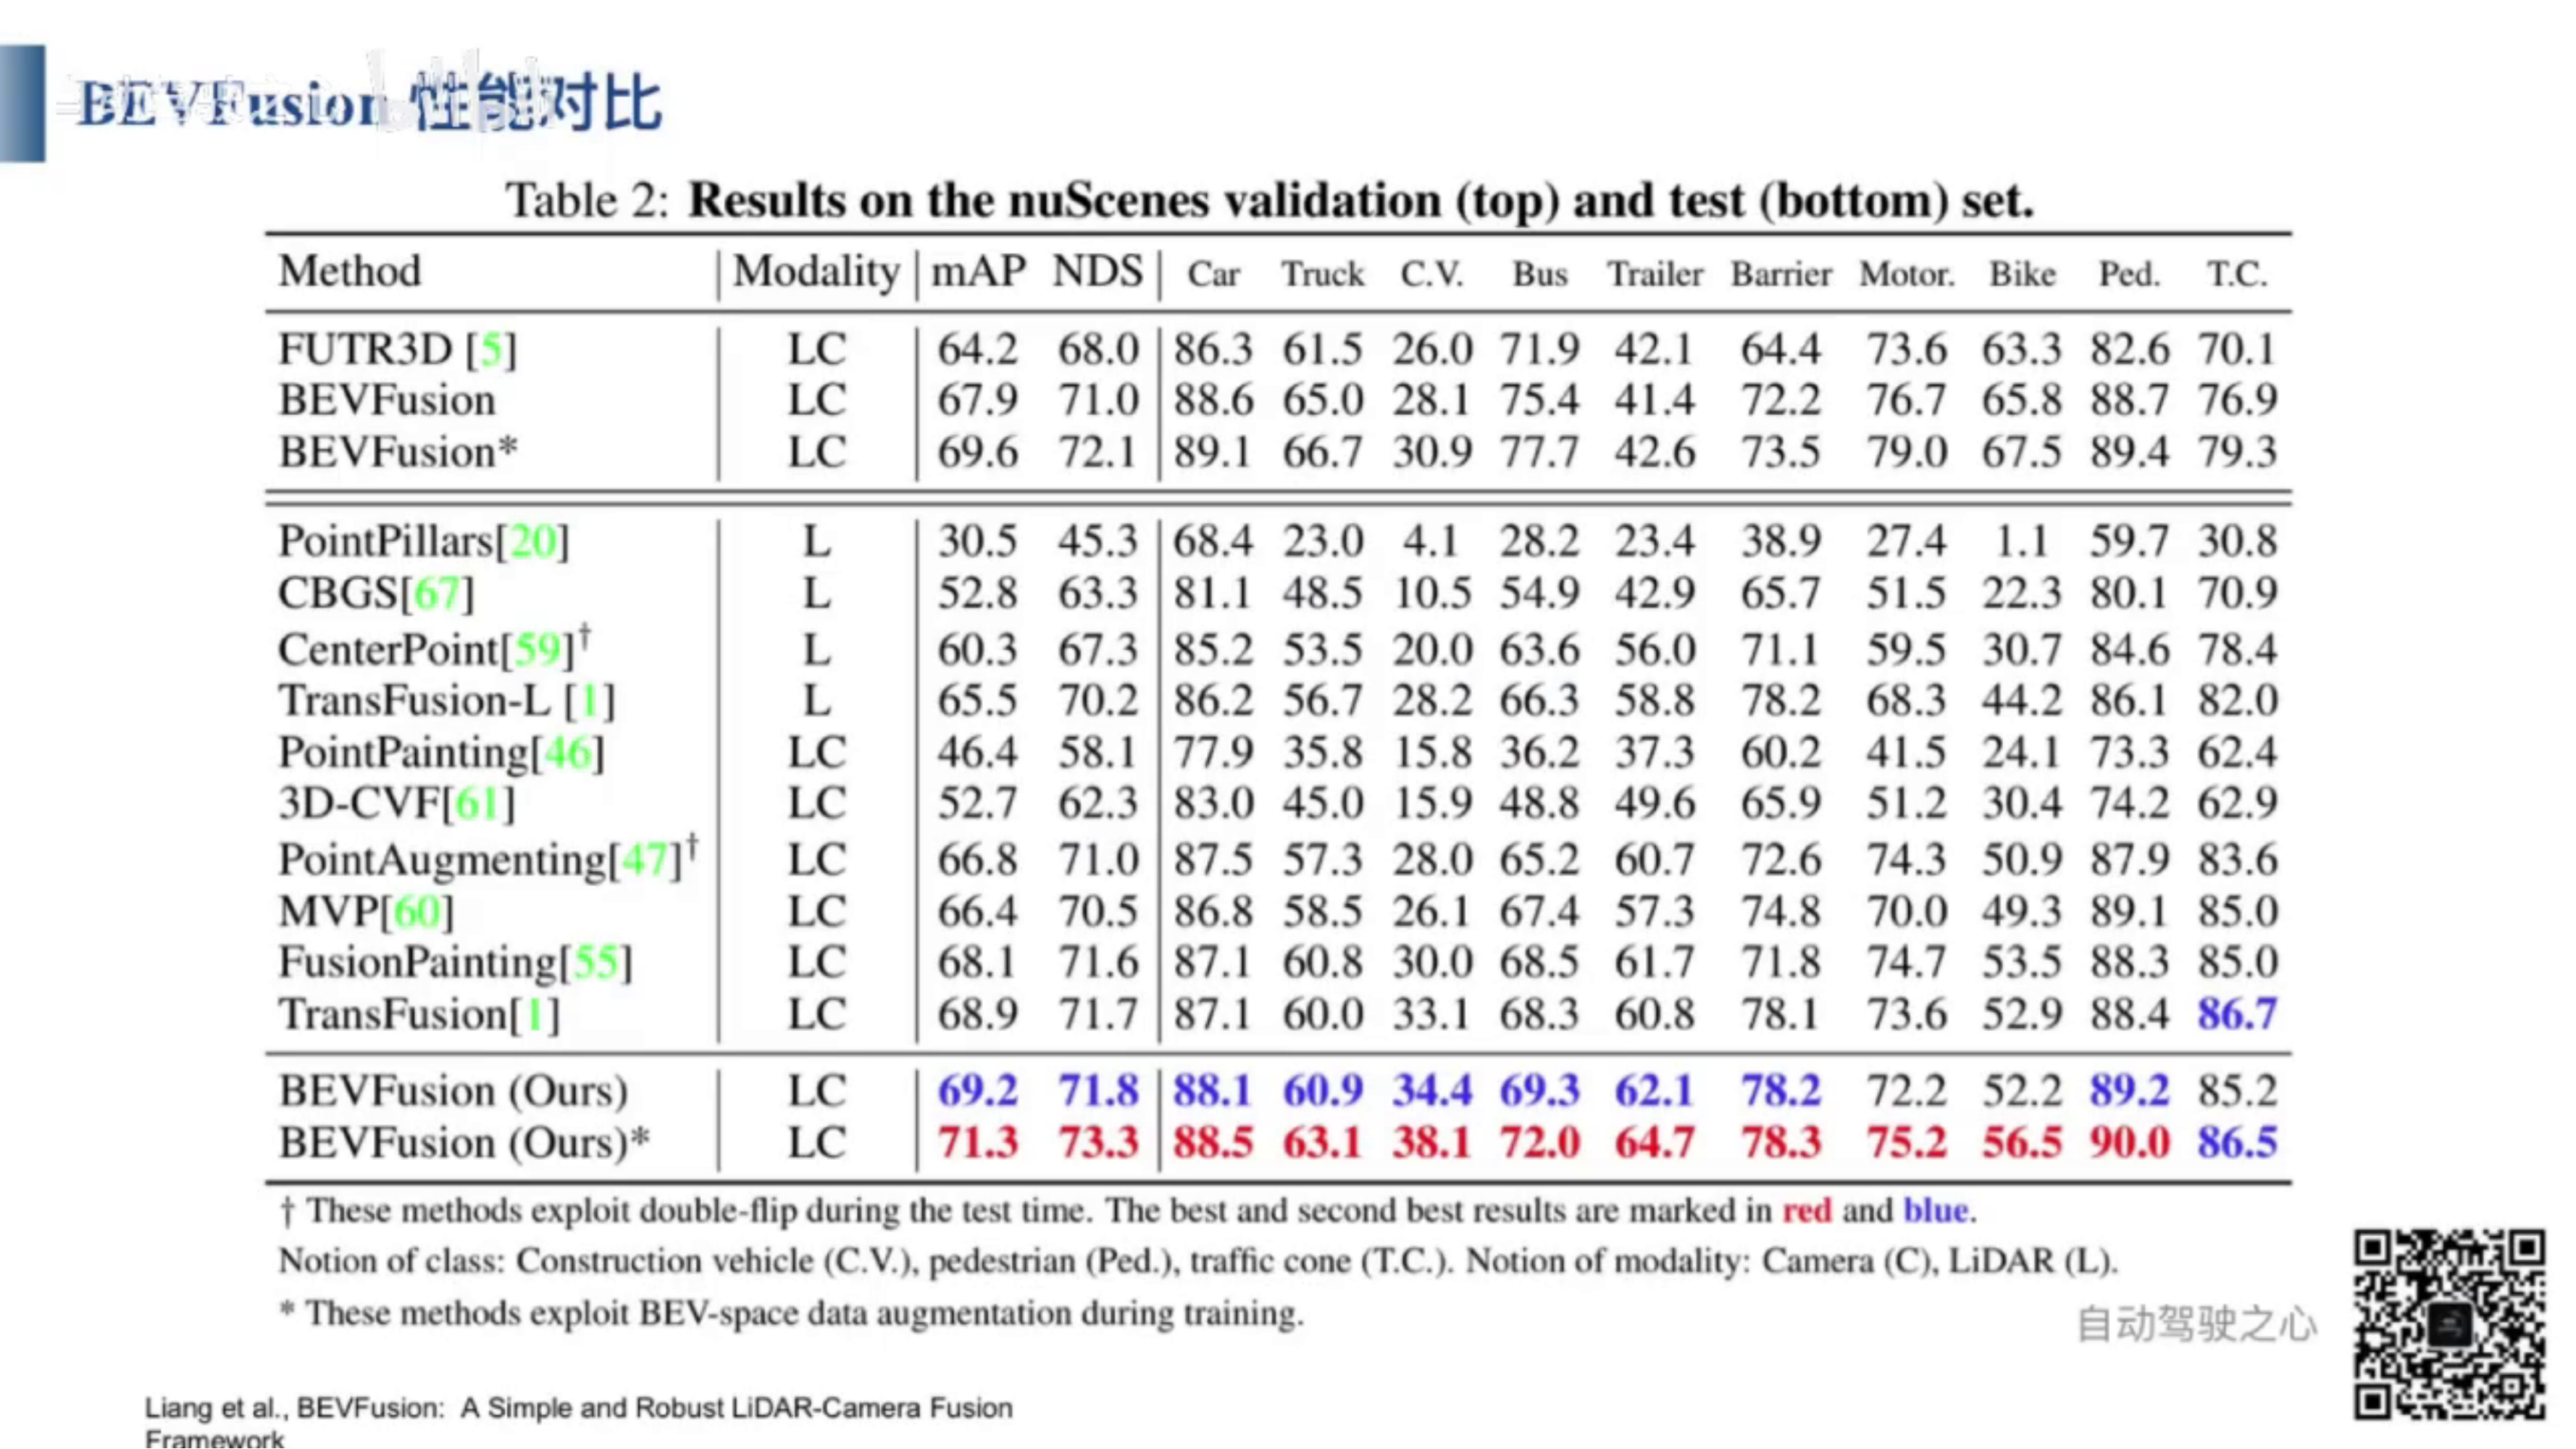 BEVFusion 性能对比
Table 2: Results on the nuScenes validation (top) and test (bottom) set.
Method Modality mAP NDS Car Truck C.V. Bus Trailer Barrier Motor. Bike Ped. T.C.
FUTR3D [5] LC 64.2 68.0 86.3 61.5 26.0 71.9 42.1 64.4 73.6 63.3 82.6 70.1
BEVFusion LC 67.9 71.0 88.6 65.0 28.1 75.4 41.4 72.2 76.7 65.8 88.7 76.9
BEVFusion* LC 69.6 72.1 89.1 66.7 30.9 77.7 42.6 73.5 79.0 67.5 89.4 79.3
PointPillars[20] L 30.5 45.3 68.4 23.0 4.1 28.2 23.4 38.9 27.4 1.1 59.7 30.8
CBGS[67] L 52.8 63.3 81.1 48.5 10.5 54.9 42.9 65.7 51.5 22.3 80.1 70.9
CenterPoint[59]† L 60.3 67.3 85.2 53.5 20.0 63.6 56.0 71.1 59.5 30.7 84.6 78.4
TransFusion-L [1] L 65.5 70.2 86.2 56.7 28.2 66.3 58.8 78.2 68.3 44.2 86.1 82.0
PointPainting[46] LC 46.4 58.1 77.9 35.8 15.8 36.2 37.3 60.2 41.5 24.1 73.3 62.4
3D-CVF[61] LC 52.7 62.3 83.0 45.0 15.9 48.8 49.6 65.9 51.2 30.4 74.2 62.9
PointAugmenting[47]† LC 66.8 71.0 87.5 57.3 28.0 65.2 60.7 72.6 74.3 50.9 87.9 83.6
MVP[60] LC 66.4 70.5 86.8 58.5 26.1 67.4 57.3 74.8 70.0 49.3 89.1 85.0
FusionPainting[55] LC 68.1 71.6 87.1 60.8 30.0 68.5 61.7 71.8 74.7 53.5 88.3 85.0
TransFusion[1] LC 68.9 71.7 87.1 60.0 33.1 68.3 60.8 78.1 73.6 52.9 88.4 86.7
BEVFusion (Ours) LC 69.2 71.8 88.1 60.9 34.4 69.3 62.1 78.2 72.2 52.2 89.2 85.2
BEVFusion (Ours)* LC 71.3 73.3 88.5 63.1 38.1 72.0 64.7 78.3 75.2 56.5 90.0 86.5
† These methods exploit double-flip during the test time. The best and second best results are marked in red and blue.
Notion of class: Construction vehicle (C.V.), pedestrian (Ped.), traffic cone (T.C.). Notion of modality: Camera (C), LiDAR (L).
* These methods exploit BEV-space data augmentation during training.
自动驾驶之心
Liang et al., BEVFusion: A Simple and Robust LiDAR-Camera Fusion
Framework